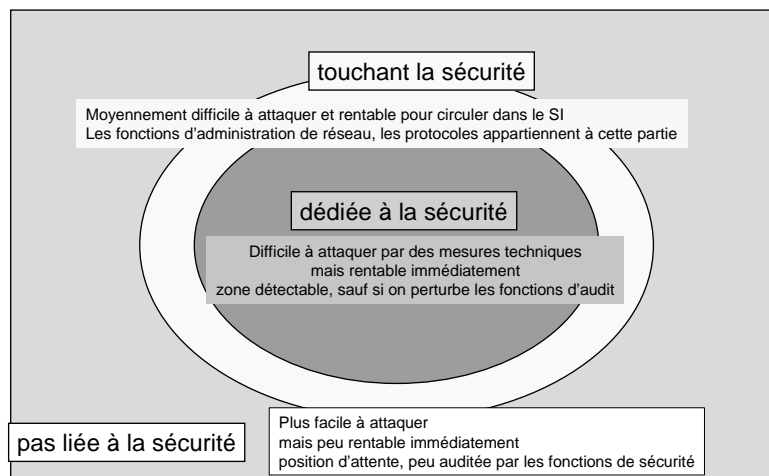 touchant la sécurité
Moyennement difficile à attaquer et rentable pour circuler dans le SI
Les fonctions d'administration de réseau, les protocoles appartiennent à cette partie
dédiée à la sécurité
Difficile à attaquer par des mesures techniques
mais rentable immédiatement
zone détectable, sauf si on perturbe les fonctions d'audit
pas liée à la sécurité
Plus facile à attaquer
mais peu rentable immédiatement
position d'attente, peu auditée par les fonctions de sécurité